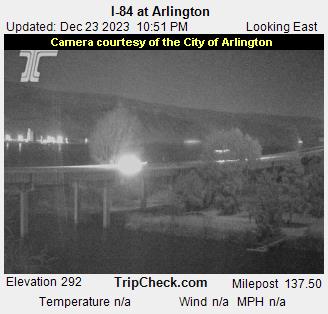 I-84 at Arlington
Updated: Dec 23 2023 10:51 PM Looking East
Camera courtesy of the City of Arlington
Elevation 292 TripCheck.com Milepost 137.50
Temperature n/a Wind n/a MPH n/a